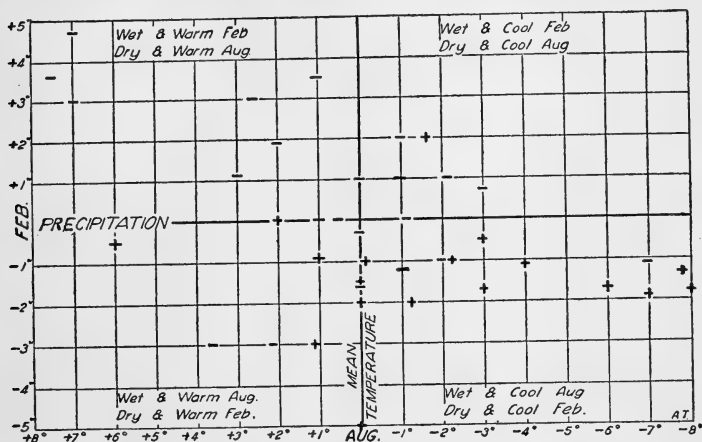 +5"
Wet & Warm Feb
Dry & Warm Aug
Wet & Cool Feb
Dry & Cool Aug
+4"
+3"
+2"
+1"
FEB.
PRECIPITATION
-1"
-2"
-3"
-4"
-5"
MEAN
TEMPERATURE
Wet & Warm Aug.
Dry & Warm Feb.
Wet & Cool Aug
Dry & Cool Feb.
A.T.
+8° +7° +6° +5° +4° +3° +2° +1° AUG. -1° -2° -3° -4° -5° -6° -7° -8°